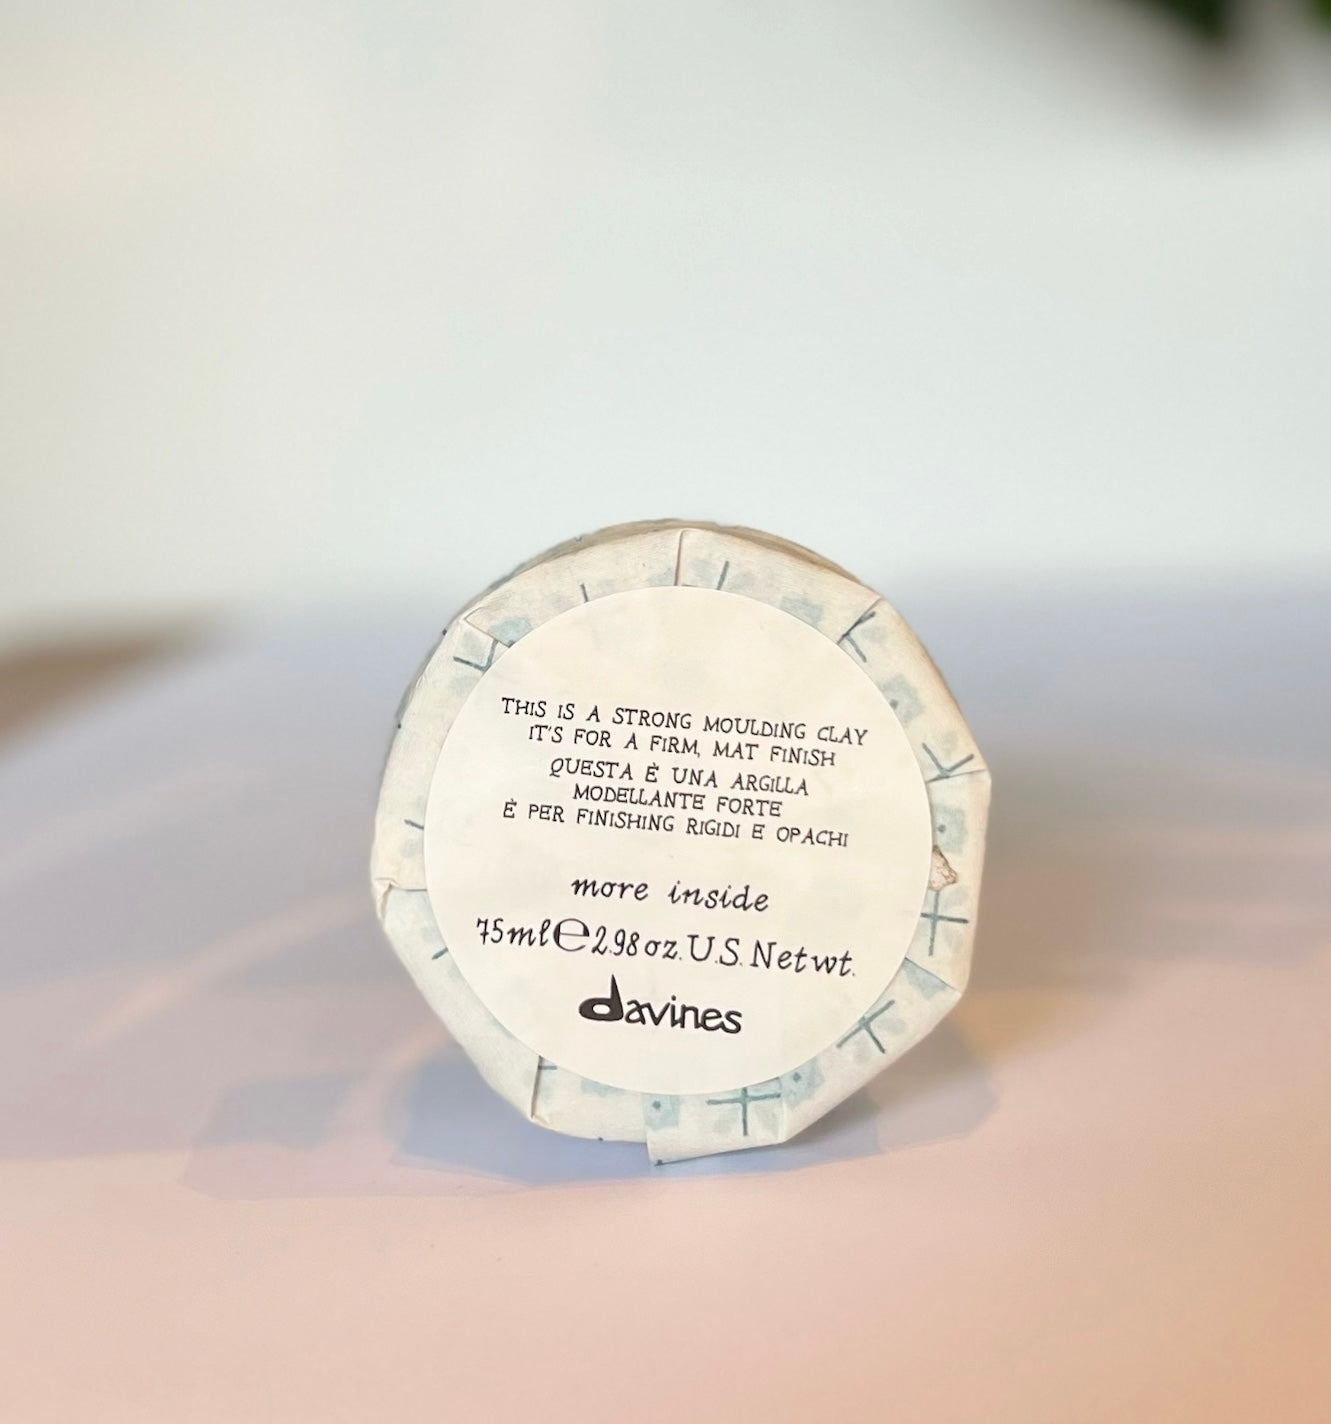 THIS IS A STRONG MOULDING CLAY
IT'S FOR A FIRM, MAT FINISH
QUESTA È UNA ARGILLA
MODELLANTE FORTE
È PER FINISHING RIGIDI E OPACHI
more inside
75ml℮2.98oz.U.S.Netwt.
davines